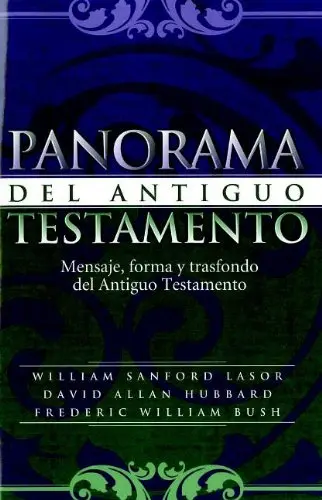 PANORAMA
DEL ANTIGUO
TESTAMENTO
Mensaje, forma y trasfondo
del Antiguo Testamento
WILLIAM SANFORD LASOR
DAVID ALLAN HUBBARD
FREDERIC WILLIAM BUSH